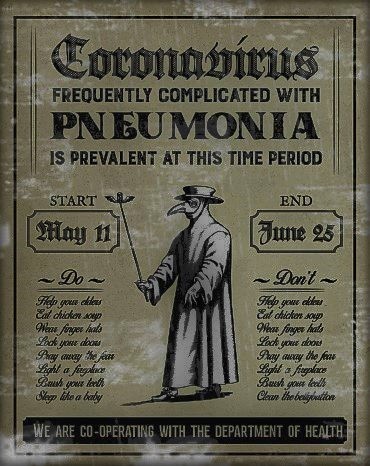 Coronavirus
FREQUENTLY COMPLICATED WITH
PNEUMONIA
IS PREVALENT AT THIS TIME PERIOD
START
May 11
END
June 25
~ Do ~
Help your elders
Eat chicken soup
Wear finger hats
Lock your doors
Pray away the fear
Light a fireplace
Brush your teeth
Sleep like a baby
~ Don't ~
Help your elders
Eat chicken soup
Wear finger hats
Lock your doors
Pray away the fear
Light a fireplace
Brush your teeth
Clean the
WE ARE CO-OPERATING WITH THE DEPARTMENT OF HEALTH